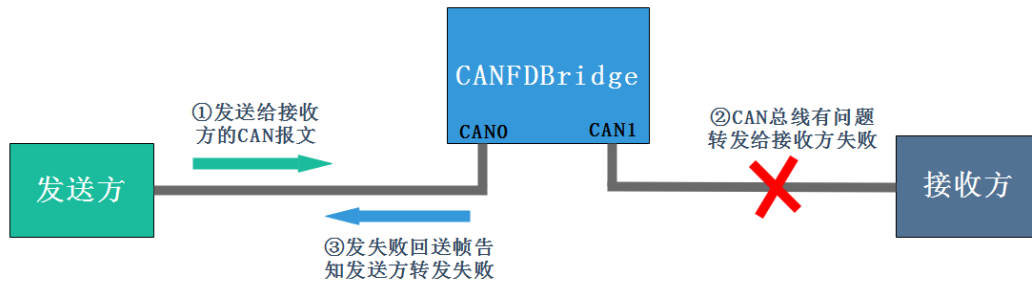 CANFDBridge
CAN0
CAN1
①发送给接收
方的CAN报文
②CAN总线有问题
转发给接收方失败
发送方
接收方
③发失败回送帧告
知发送方转发失败